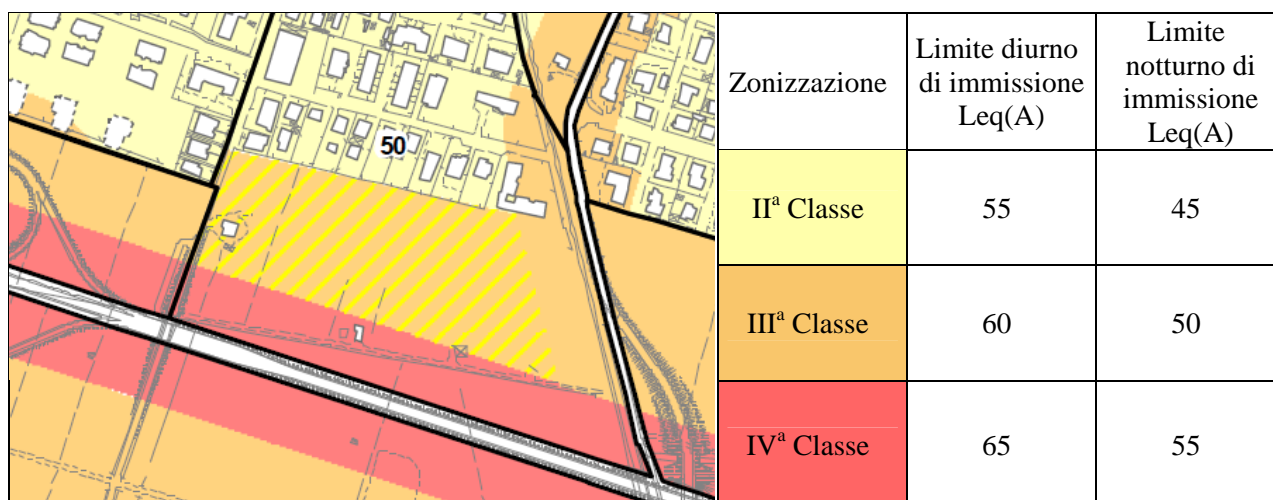 50
Zonizzazione
Limite diurno
di immissione
Leq(A)
Limite
notturno di
immissione
Leq(A)
IIª Classe
55
45
IIIª Classe
60
50
IVª Classe
65
55